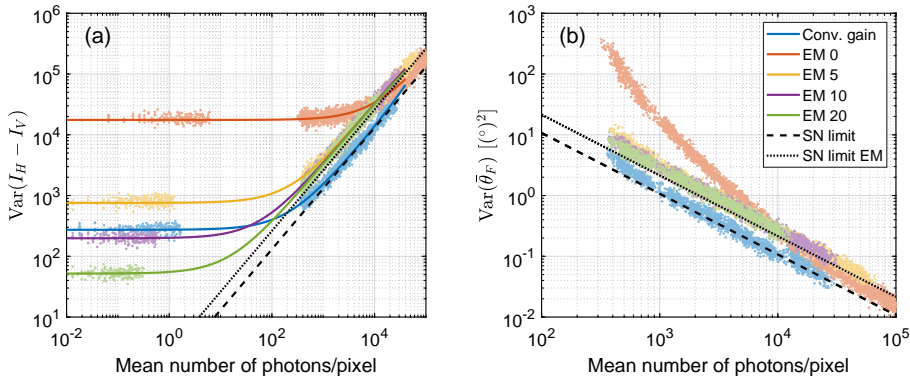 (a)
Var(I_H − I_V)
10^6
10^5
10^4
10^3
10^2
10^1
10^-2
10^0
10^2
10^4
Mean number of photons/pixel
(b)
Var(θ̄_F) [(°)^2]
10^3
10^2
10^1
10^0
10^-1
10^-2
10^2
10^3
10^4
10^5
Mean number of photons/pixel
Conv. gain
EM 0
EM 5
EM 10
EM 20
SN limit
SN limit EM